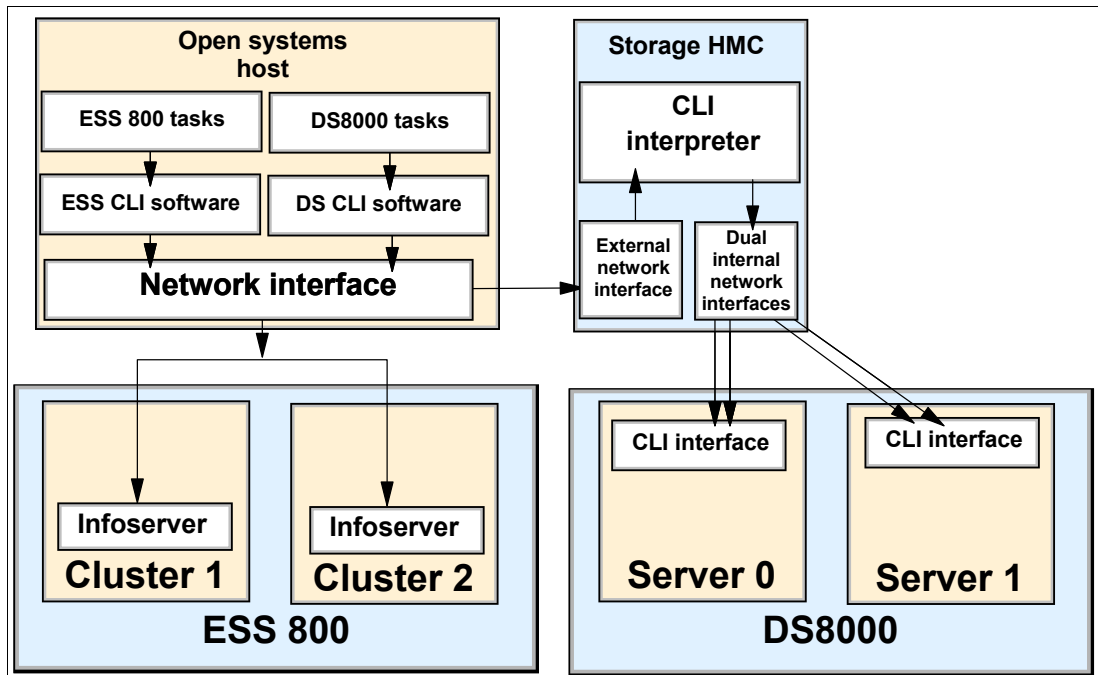 Open systems
host
ESS 800 tasks
DS8000 tasks
ESS CLI software
DS CLI software
Network interface
Storage HMC
CLI
interpreter
External
network
interface
Dual
internal
network
interfaces
Infoserver
Cluster 1
Infoserver
Cluster 2
ESS 800
CLI interface
Server 0
CLI interface
Server 1
DS8000